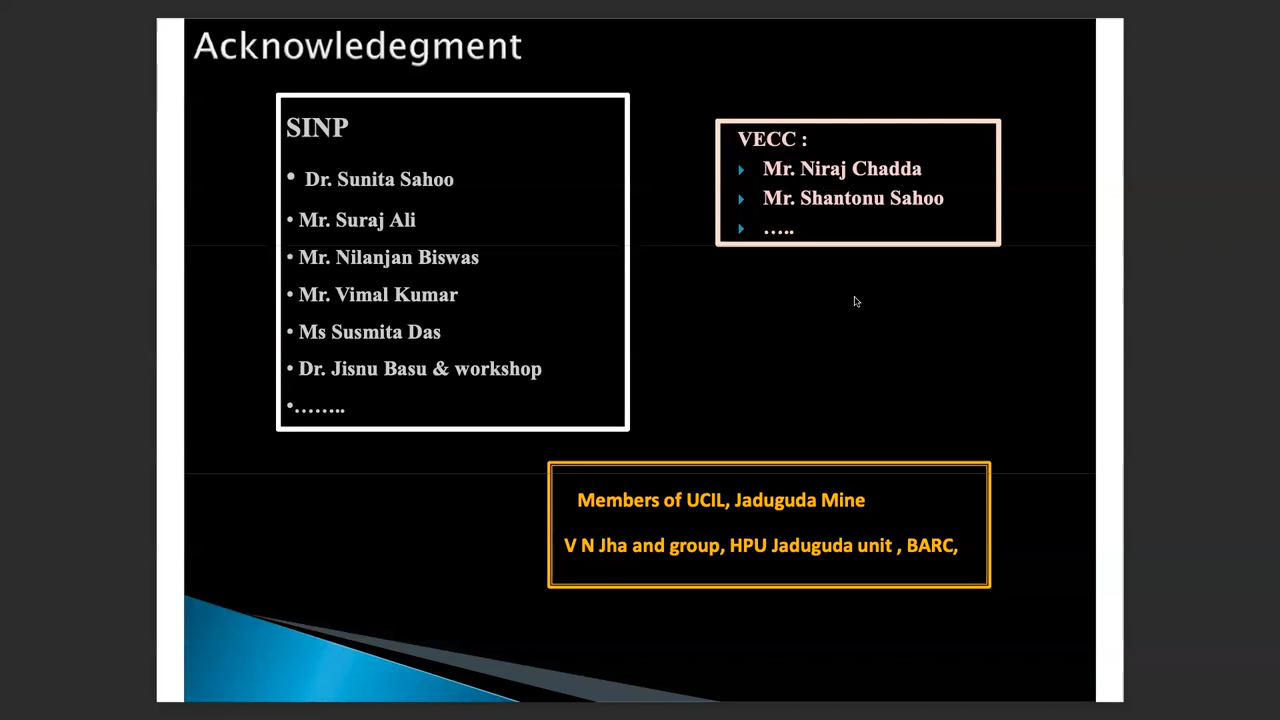 Acknowledegment
SINP
• Dr. Sunita Sahoo
• Mr. Suraj Ali
• Mr. Nilanjan Biswas
• Mr. Vimal Kumar
• Ms Susmita Das
• Dr. Jisnu Basu & workshop
•……..
VECC :
Mr. Niraj Chadda
Mr. Shantonu Sahoo
…..
Members of UCIL, Jaduguda Mine
V N Jha and group, HPU Jaduguda unit , BARC,